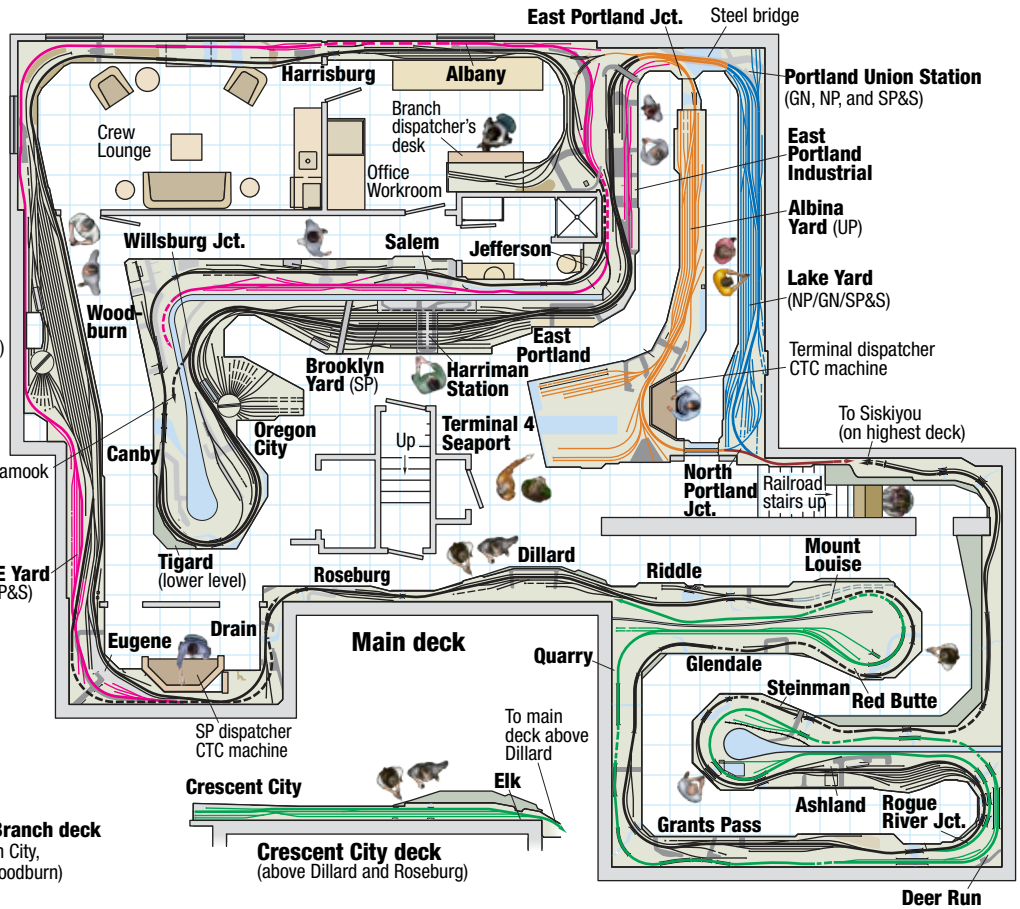 East Portland Jct.
Steel bridge
Harrisburg
Albany
Portland Union Station
(GN, NP, and SP&S)
Crew
Lounge
Branch
dispatcher's
desk
Office
Workroom
East
Portland
Industrial
Albina
Yard (UP)
Willsburg Jct.
Salem
Jefferson
Lake Yard
(NP/GN/SP&S)
Wood-
burn
)
Brooklyn
Yard (SP)
Harriman
Station
East
Portland
Terminal dispatcher
CTC machine
Oregon
City
Up
Terminal 4
Seaport
To Siskiyou
(on highest deck)
Canby
amook
North
Portland
Jct.
Railroad
stairs up
Tigard
(lower level)
E Yard
P&S)
Roseburg
Dillard
Riddle
Mount
Louise
Eugene
Drain
Main deck
Quarry
Glendale
Red Butte
Steinman
SP dispatcher
CTC machine
To main
deck above
Dillard
Crescent City
Elk
Ashland
Rogue
River Jct.
Grants Pass
Branch deck
n City,
oodburn)
Crescent City deck
(above Dillard and Roseburg)
Deer Run